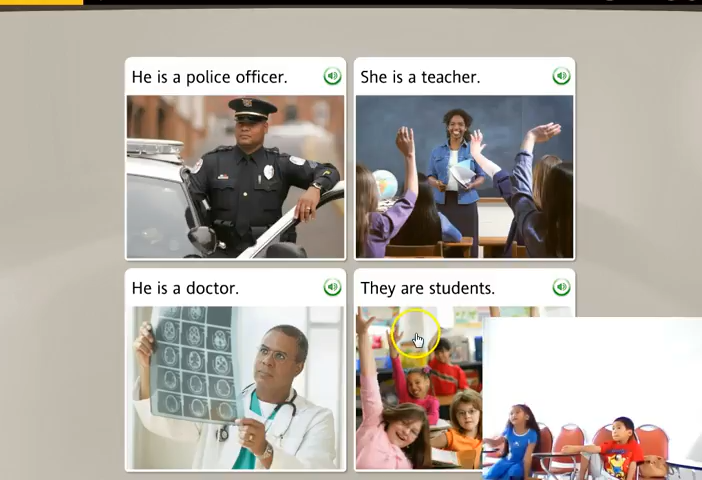 He is a police officer.
She is a teacher.
He is a doctor.
They are students.